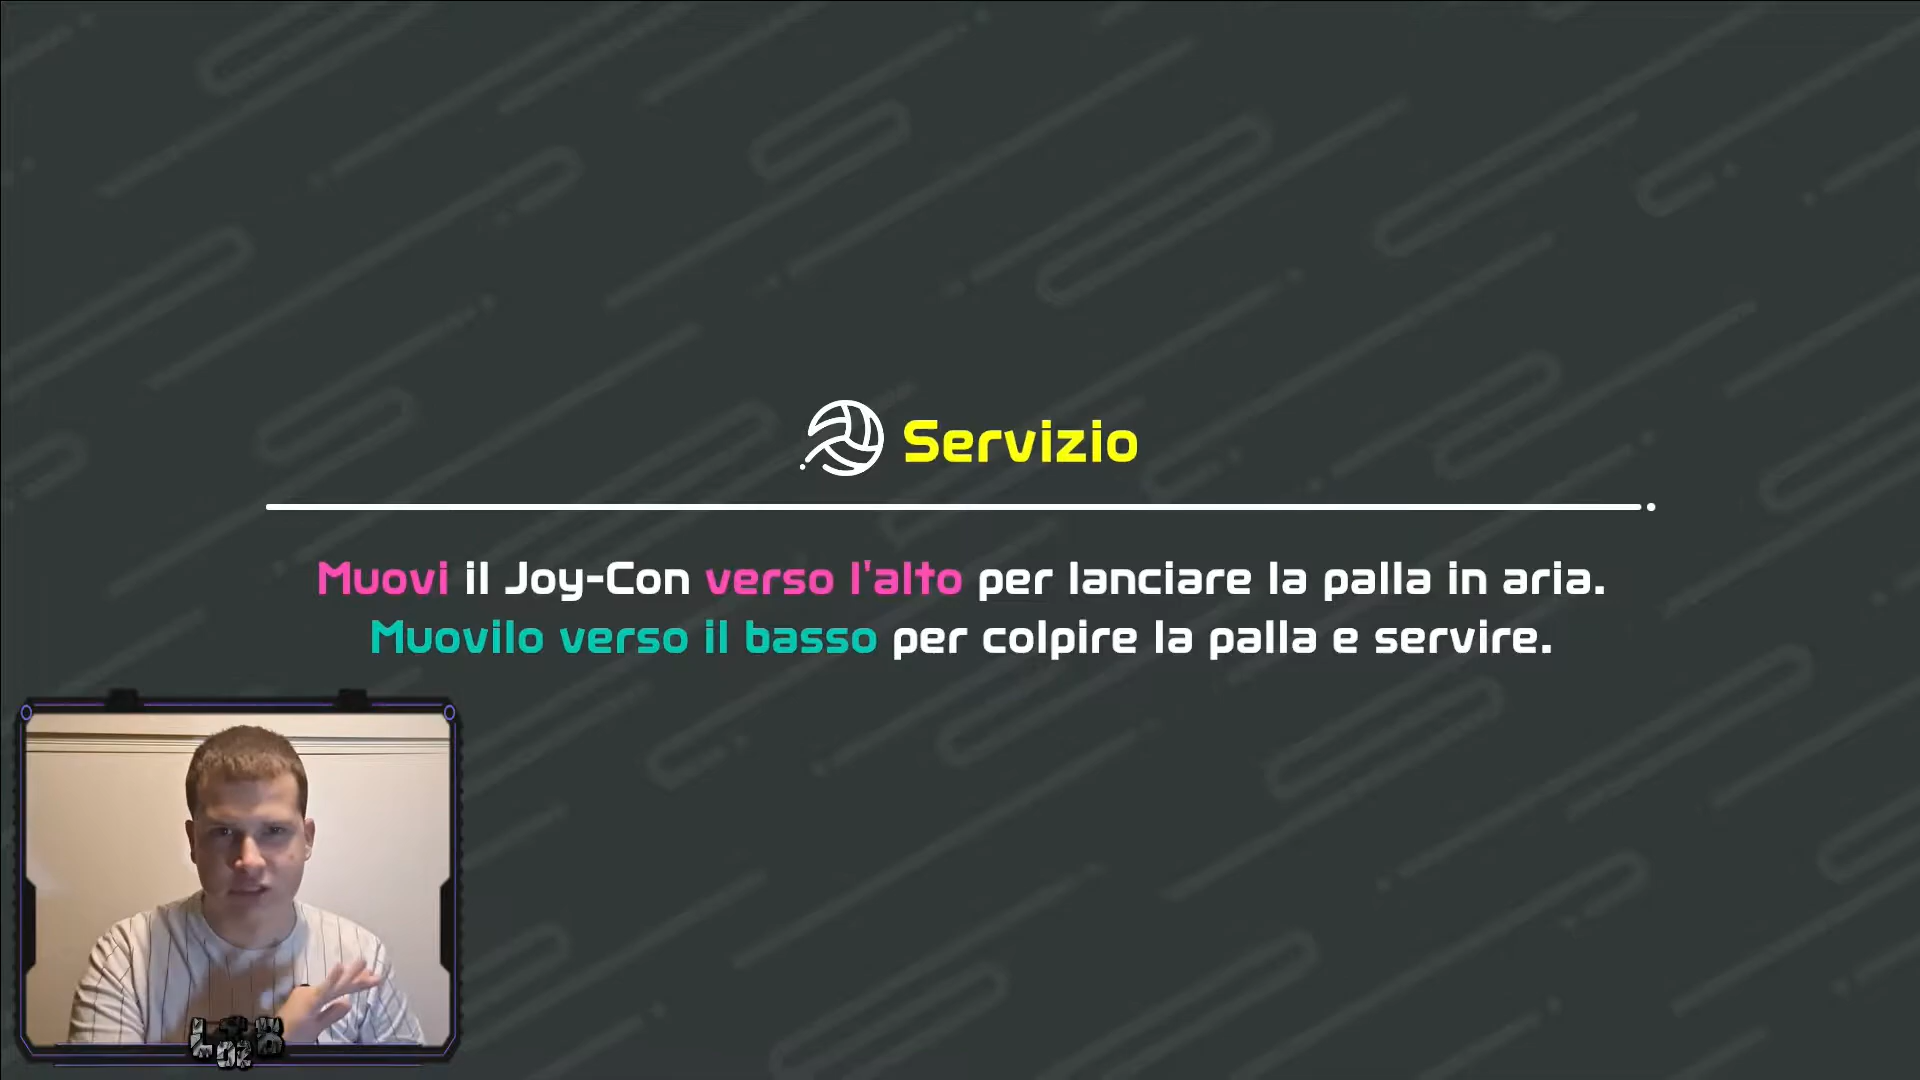 Servizio
Muovi il Joy-Con verso l'alto per lanciare la palla in aria.
Muovilo verso il basso per colpire la palla e servire.